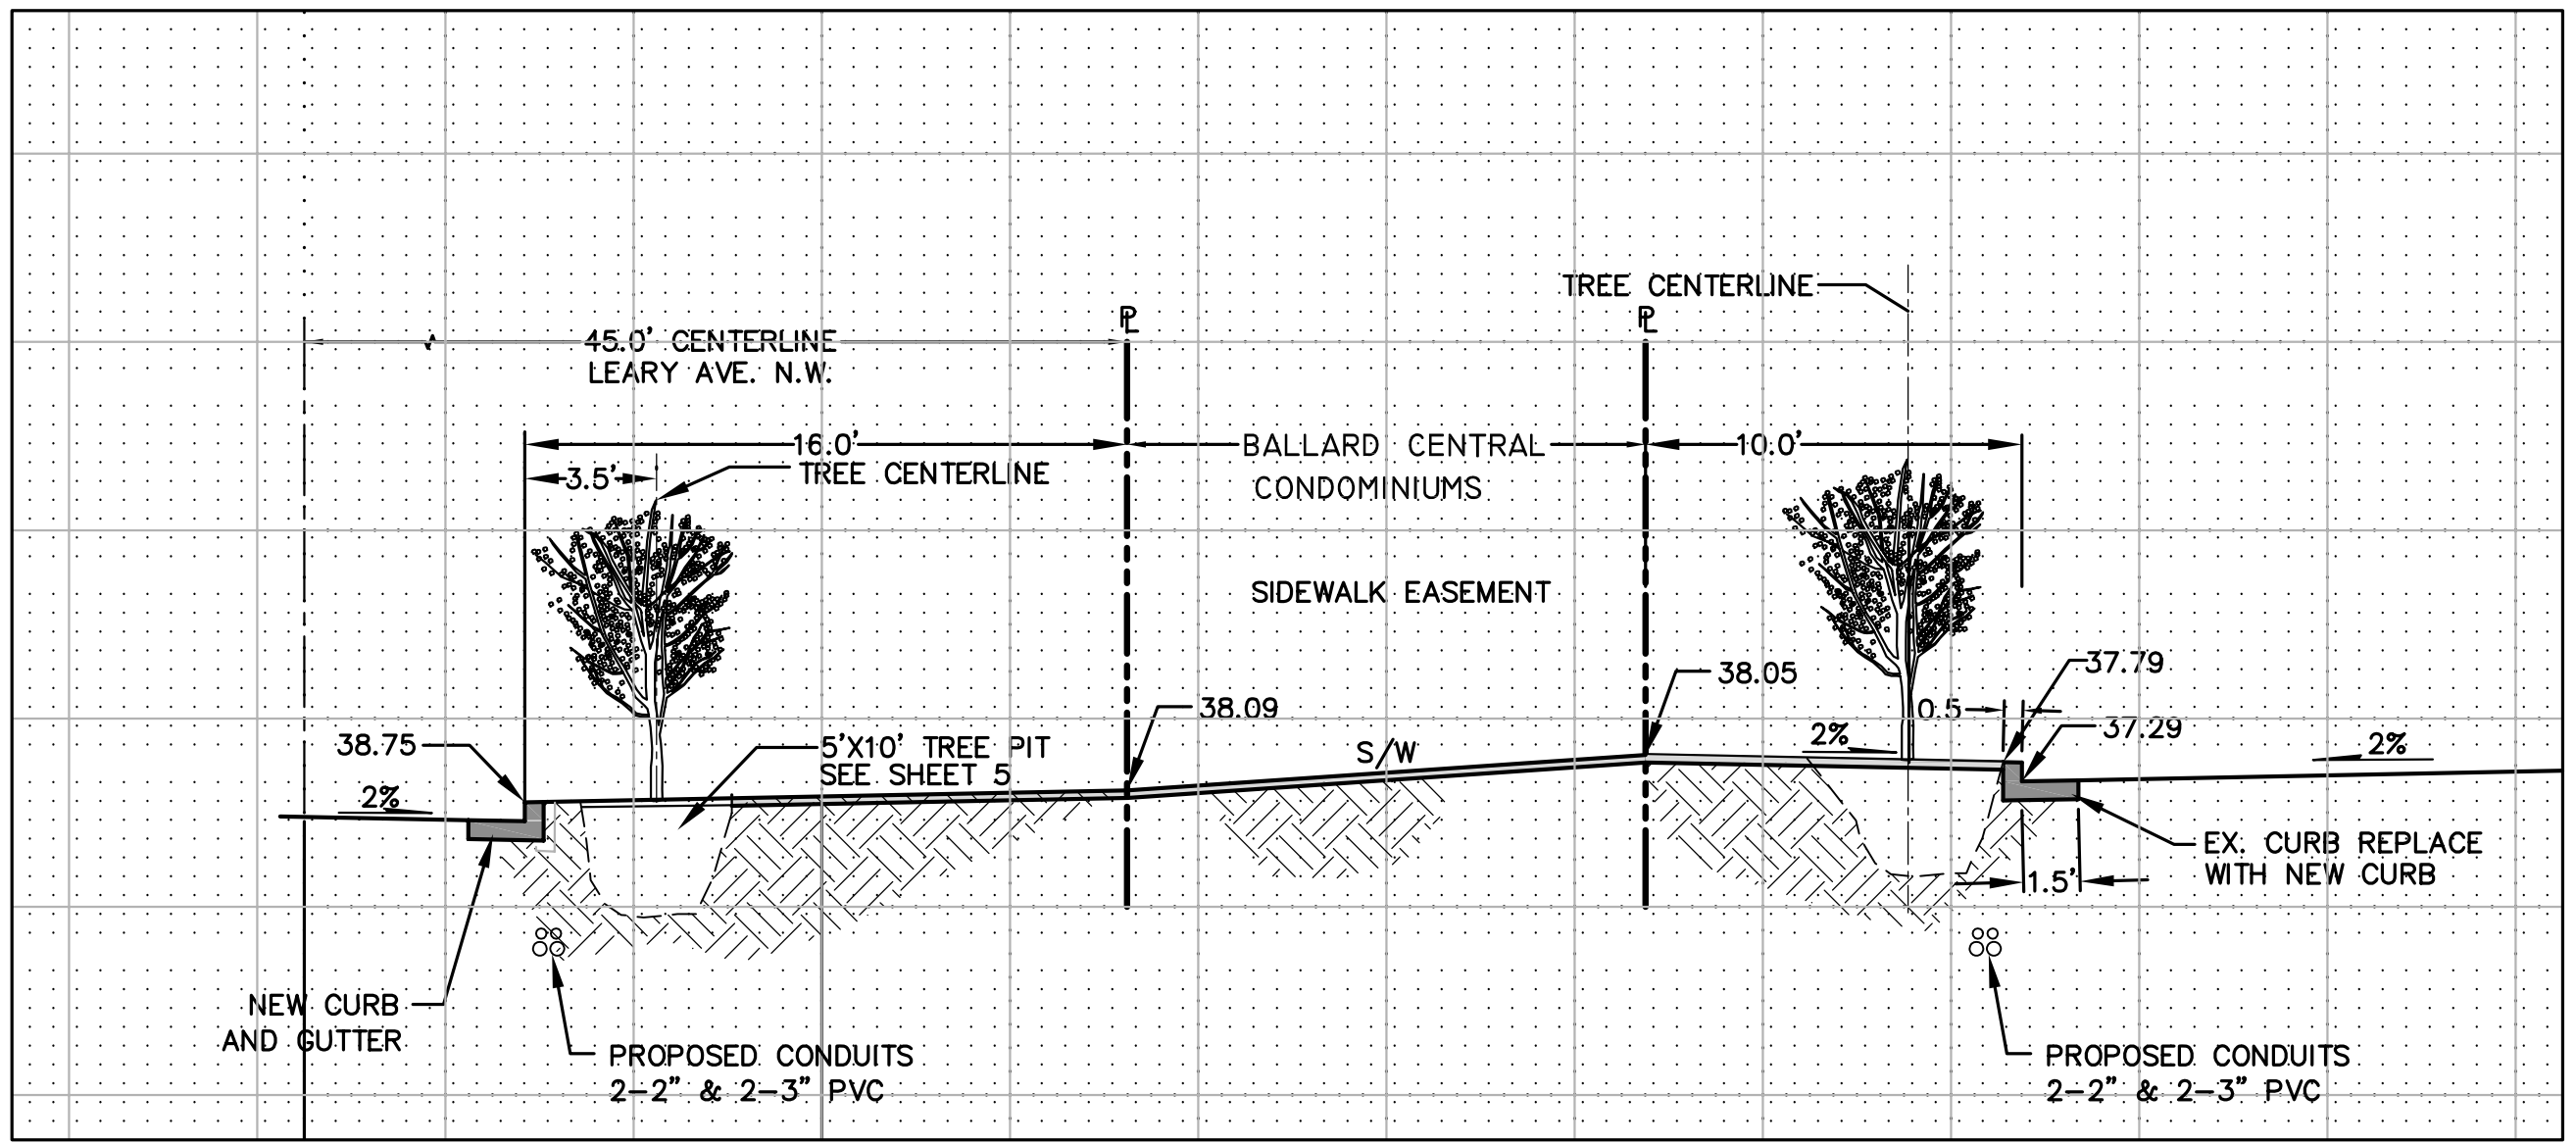 TREE CENTERLINE
PL
PL
45.0' CENTERLINE
LEARY AVE. N.W.
16.0'
BALLARD CENTRAL
CONDOMINIUMS
10.0'
3.5'
TREE CENTERLINE
SIDEWALK EASEMENT
38.05
37.79
38.09
0.5
37.29
38.75
5'X10' TREE PIT
SEE SHEET 5
S/W
2%
2%
2%
EX. CURB REPLACE
WITH NEW CURB
1.5'
NEW CURB
AND GUTTER
PROPOSED CONDUITS
2-2" & 2-3" PVC
PROPOSED CONDUITS
2-2" & 2-3" PVC